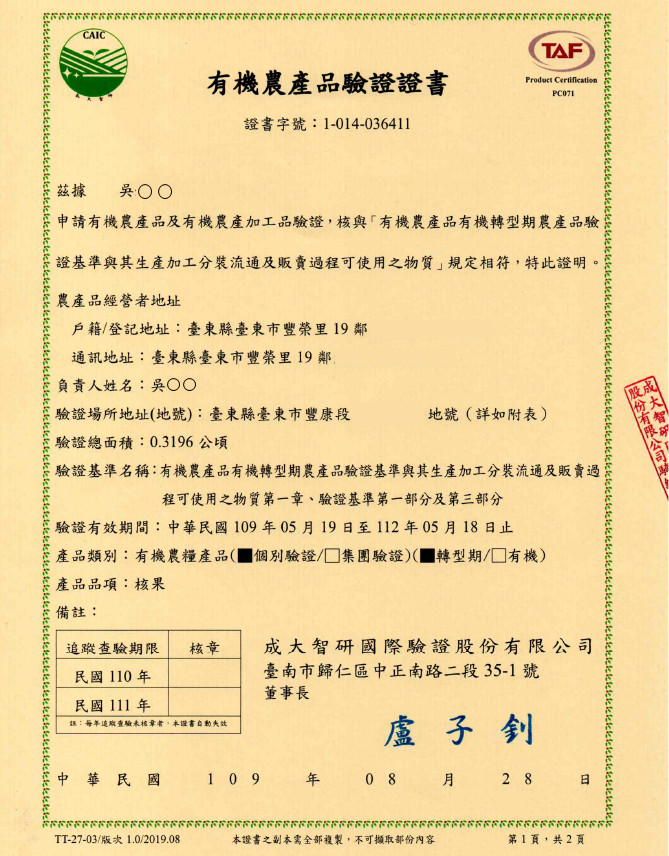 CAIC
成大智研
TAF
Product Certification
PC071
有機農產品驗證證書
證書字號：1-014-036411
茲據 吳○○
申請有機農產品及有機農產加工品驗證，核與「有機農產品有機轉型期農產品驗
證基準與其生產加工分裝流通及販賣過程可使用之物質」規定相符，特此證明。
農產品經營者地址
戶籍/登記地址：臺東縣臺東市豐榮里 19 鄰
通訊地址：臺東縣臺東市豐榮里 19 鄰
負責人姓名：吳○○
驗證場所地址(地號)：臺東縣臺東市豐康段 地號（詳如附表）
驗證總面積：0.3196 公頃
驗證基準名稱：有機農產品有機轉型期農產品驗證基準與其生產加工分裝流通及販賣過
程可使用之物質第一章、驗證基準第一部分及第三部分
驗證有效期間：中華民國 109 年 05 月 19 日至 112 年 05 月 18 日止
產品類別：有機農糧產品(■個別驗證/□集團驗證)(■轉型期/□有機)
產品品項：核果
備註：
追蹤查驗期限 核章
民國 110 年
民國 111 年
註：每年追蹤查驗未核章者，本證書自動失效
成大智研國際驗證股份有限公司
臺南市歸仁區中正南路二段 35-1 號
董事長
盧子釗
中華民國 109 年 08 月 28 日
成大智研
股份有限公司
TT-27-03/版次 1.0/2019.08
本證書之副本需全部複製，不可擷取部份內容
第 1 頁，共 2 頁